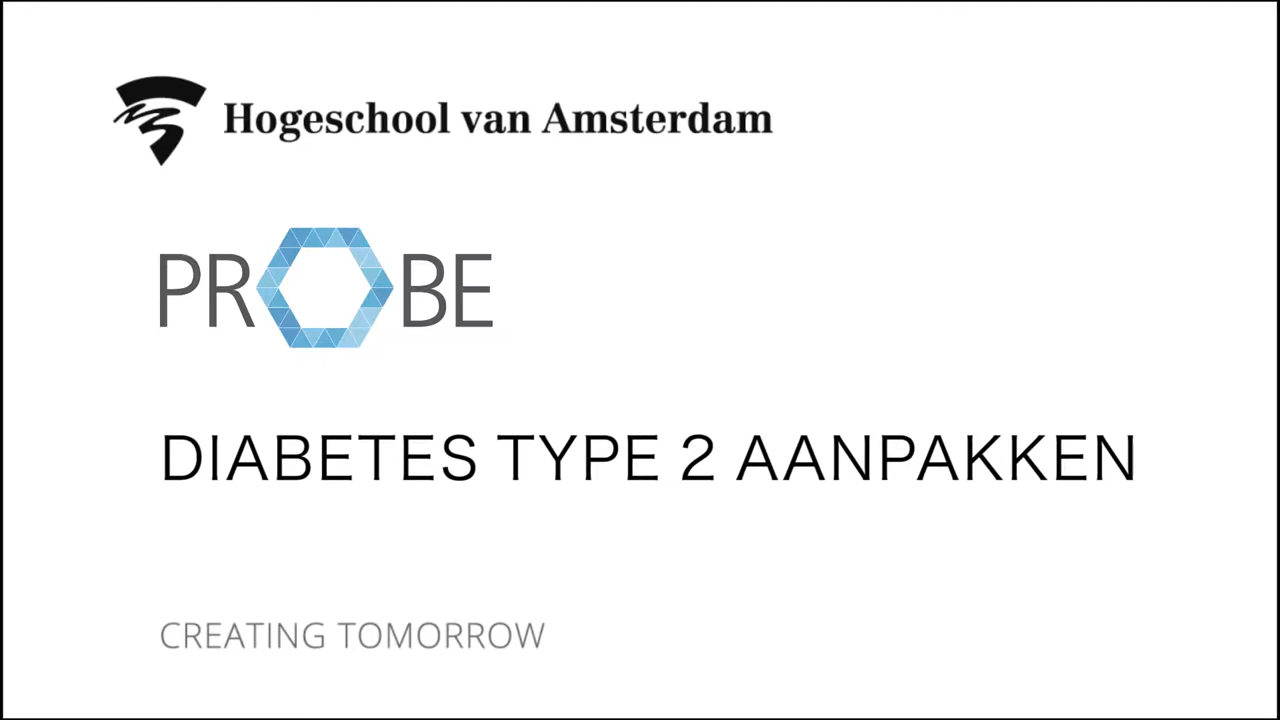 Hogeschool van Amsterdam
PROBE
DIABETES TYPE 2 AANPAKKEN
CREATING TOMORROW